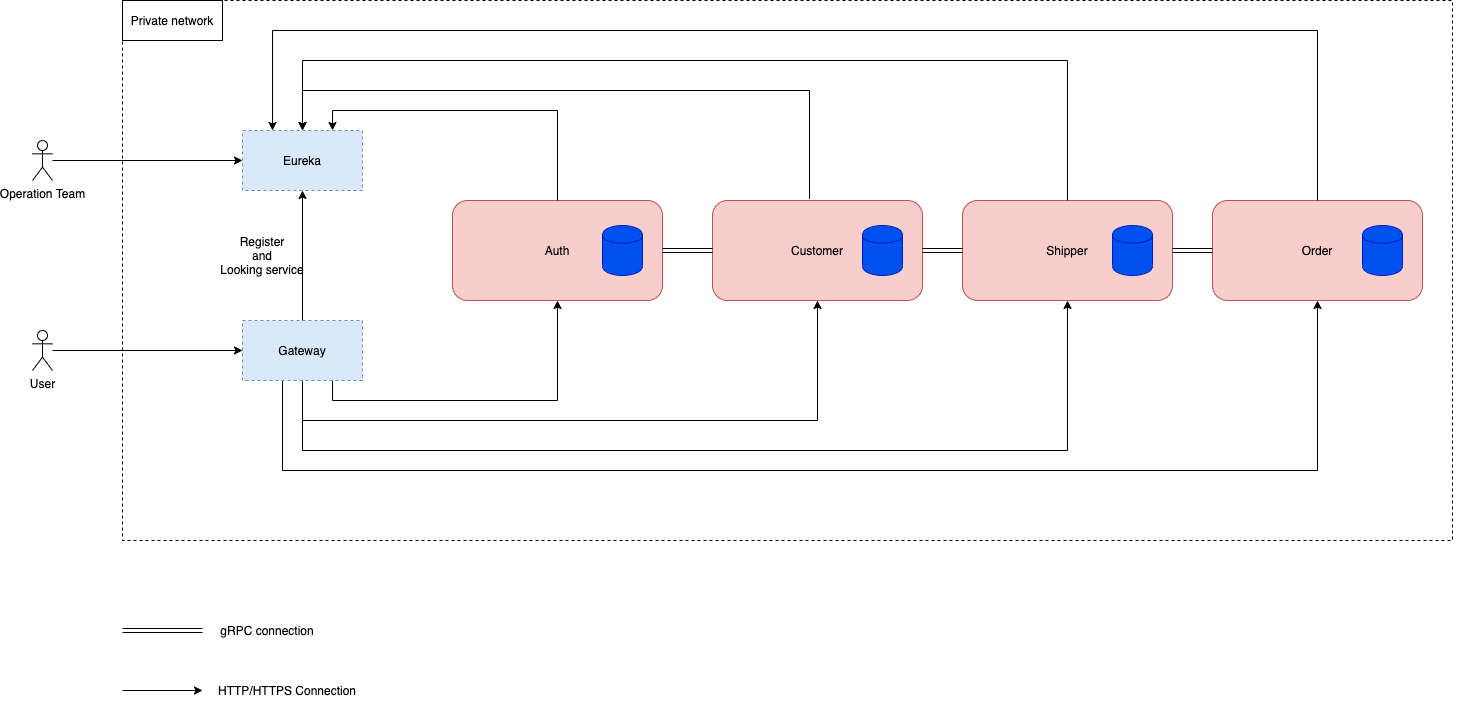 Private network
Eureka
Operation Team
Register
and
Looking service
Auth
Customer
Shipper
Order
Gateway
User
gRPC connection
HTTP/HTTPS Connection